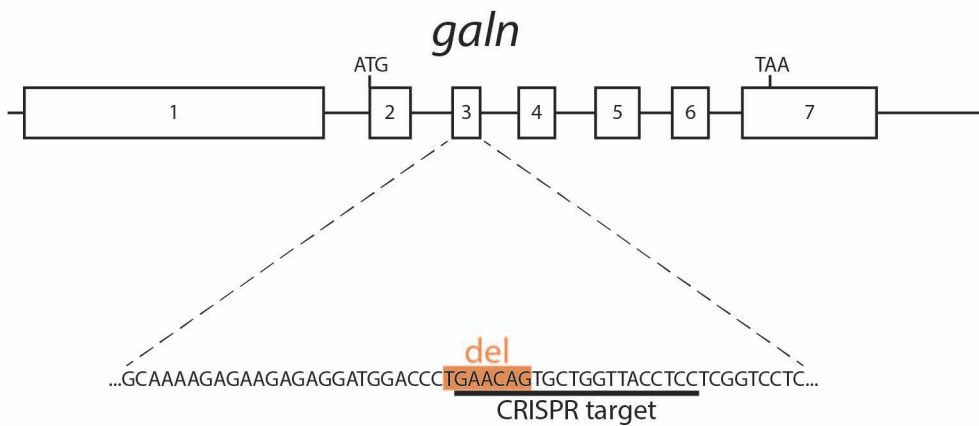 galn
ATG TAA
1 2 3 4 5 6 7
del
...GCAAAAGAGAAGAGAGGATGGACCCTGAACAGTGCTGGTTACCTCCTCGGTCCTC...
CRISPR target